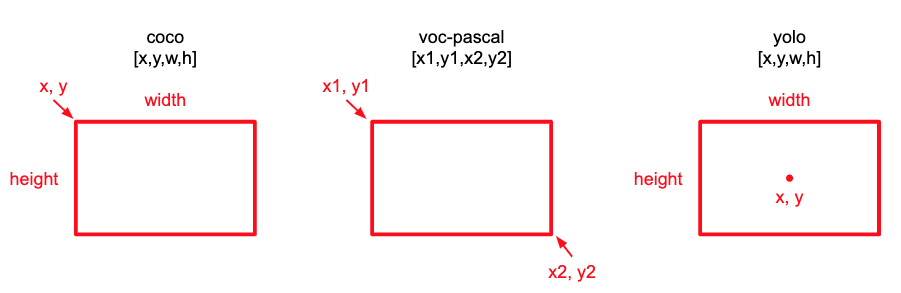 coco
[x,y,w,h]
x, y
width
height
voc-pascal
[x1,y1,x2,y2]
x1, y1
x2, y2
yolo
[x,y,w,h]
width
height
x, y